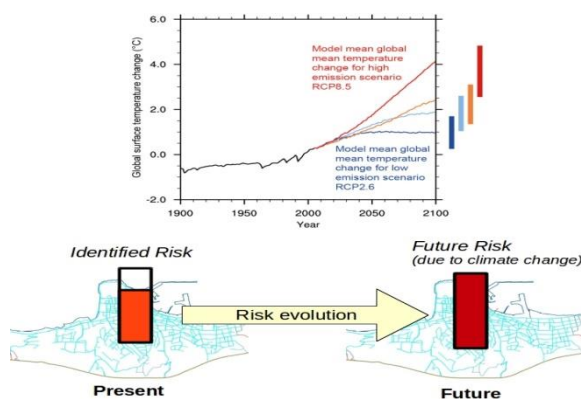 6.0
4.0
2.0
0.0
-2.0
Global surface temperature change (°C)
Model mean global
mean temperature
change for high
emission scenario
RCP8.5
Model mean global
mean temperature
change for low
emission scenario
RCP2.6
1900
1950
2000
2050
2100
Year
Identified Risk
Future Risk
(due to climate change)
Risk evolution
Present
Future